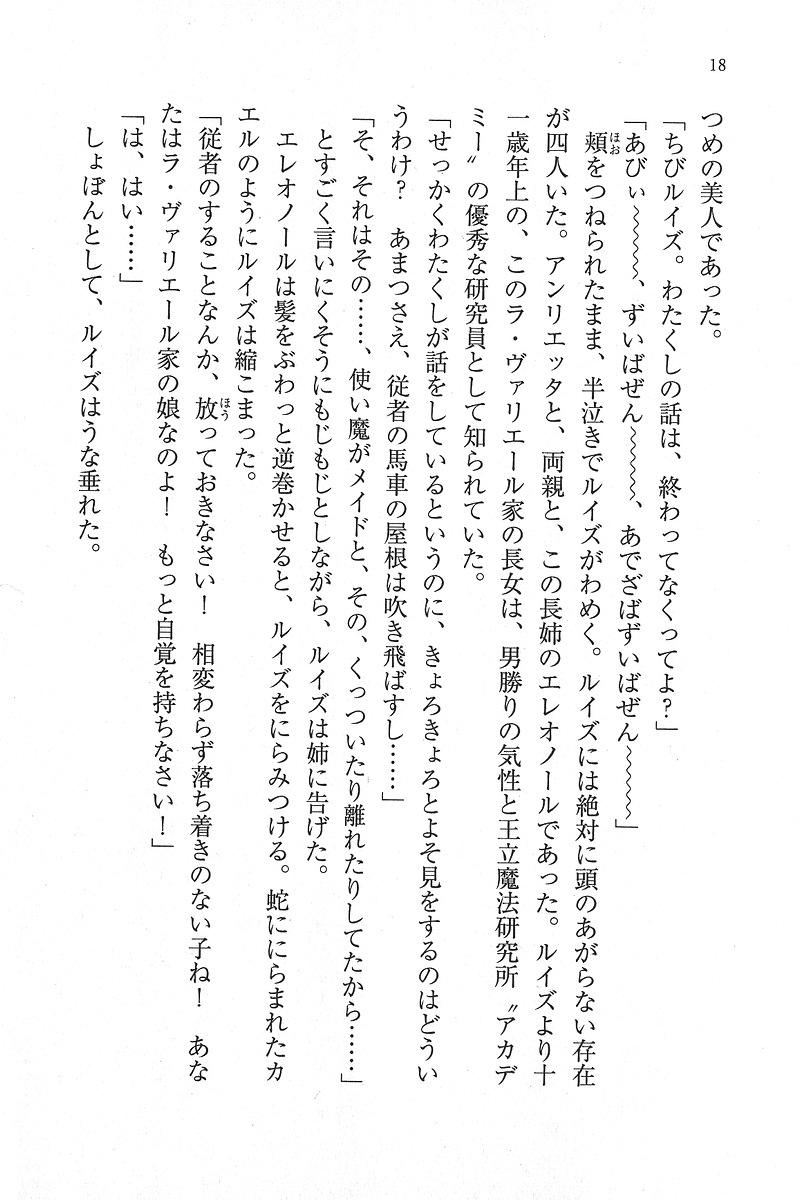 18
つめの美人であった。
「ちびルイズ。わたくしの話は、終わってなくってよ?」
「あびぃ～～～～、ずいばぜん～～～～、あでざばずいばぜん～～～～」
頬をつねられたまま、半泣きでルイズがわめく。ルイズには絶対に頭のあがらない存在
が四人いた。アンリエッタと、両親と、この長姉のエレオノールであった。ルイズより十
一歳年上の、このラ・ヴァリエール家の長女は、男勝りの気性と王立魔法研究所〝アカデ
ミー〟の優秀な研究員として知られていた。
「せっかくわたくしが話をしているというのに、きょろきょろとよそ見をするのはどうい
うわけ?　あまつさえ、従者の馬車の屋根は吹き飛ばすし……」
「そ、それはその……、使い魔がメイドと、その、くっついたり離れたりしてたから……」
とすごく言いにくそうにもじもじとしながら、ルイズは姉に告げた。
エレオノールは髪をぶわっと逆巻かせると、ルイズをにらみつける。蛇ににらまれたカ
エルのようにルイズは縮こまった。
「従者のすることなんか、放っておきなさい!　相変わらず落ち着きのない子ね!　あな
たはラ・ヴァリエール家の娘なのよ!　もっと自覚を持ちなさい!」
「は、はい……」
しょぼんとして、ルイズはうな垂れた。
ほお
ほう